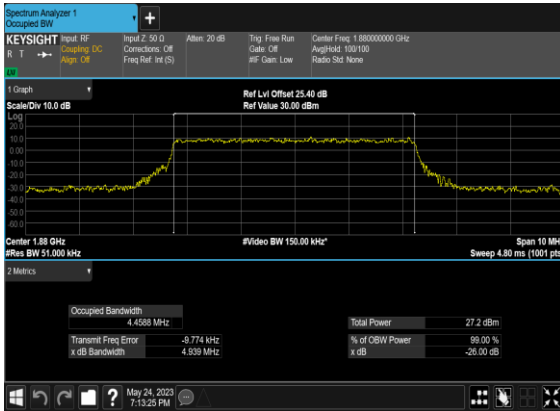 Spectrum Analyzer 1
Occupied BW
+
KEYSIGHT
R T
LW
Input: RF
Coupling: DC
Align: Off
Input Z: 50 Ω
Corrections: Off
Freq Ref: Int (S)
Atten: 20 dB
Trig: Free Run
Gate: Off
#IF Gain: Low
Center Freq: 1.880000000 GHz
Avg|Hold: 100/100
Radio Std: None
1 Graph
Scale/Div 10.0 dB
Ref Lvl Offset 25.40 dB
Ref Value 30.00 dBm
Log
20.0
10.0
0.00
-10.0
-20.0
-30.0
-40.0
-50.0
-60.0
Center 1.88 GHz
#Video BW 150.00 kHz*
Span 10 MH
#Res BW 51.000 kHz
Sweep 4.80 ms (1001 pts
2 Metrics
Occupied Bandwidth
4.4588 MHz
Total Power 27.2 dBm
Transmit Freq Error -9.774 kHz
% of OBW Power 99.00 %
x dB Bandwidth 4.939 MHz
x dB -26.00 dB
?
May 24, 2023
7:13:25 PM